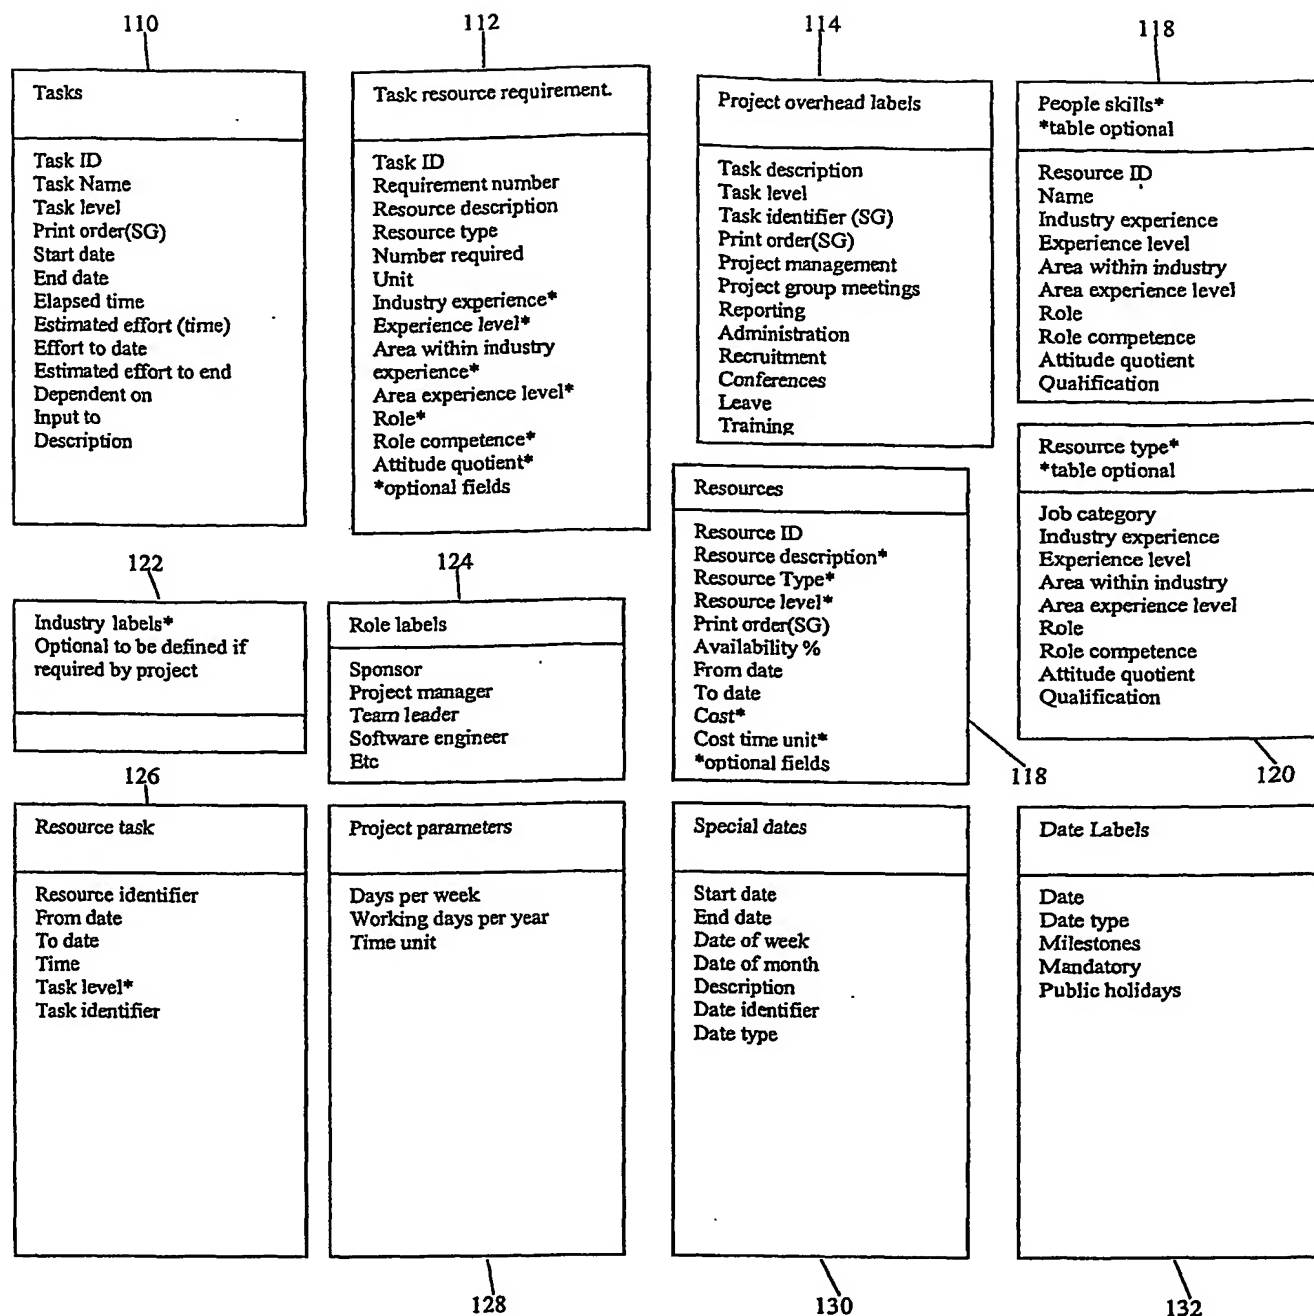 110
Tasks
Task ID
Task Name
Task level
Print order(SG)
Start date
End date
Elapsed time
Estimated effort (time)
Effort to date
Estimated effort to end
Dependent on
Input to
Description
112
Task resource requirement.
Task ID
Requirement number
Resource description
Resource type
Number required
Unit
Industry experience*
Experience level*
Area within industry
experience*
Area experience level*
Role*
Role competence*
Attitude quotient*
*optional fields
114
Project overhead labels
Task description
Task level
Task identifier (SG)
Print order(SG)
Project management
Project group meetings
Reporting
Administration
Recruitment
Conferences
Leave
Training
118
People skills*
*table optional
Resource ID
Name
Industry experience
Experience level
Area within industry
Area experience level
Role
Role competence
Attitude quotient
Qualification
122
Industry labels*
Optional to be defined if
required by project
124
Role labels
Sponsor
Project manager
Team leader
Software engineer
Etc
Resources
Resource ID
Resource description*
Resource Type*
Resource level*
Print order(SG)
Availability %
From date
To date
Cost*
Cost time unit*
*optional fields
118
Resource type*
*table optional
Job category
Industry experience
Experience level
Area within industry
Area experience level
Role
Role competence
Attitude quotient
Qualification
120
126
Resource task
Resource identifier
From date
To date
Time
Task level*
Task identifier
Project parameters
Days per week
Working days per year
Time unit
128
Special dates
Start date
End date
Date of week
Date of month
Description
Date identifier
Date type
130
Date Labels
Date
Date type
Milestones
Mandatory
Public holidays
132